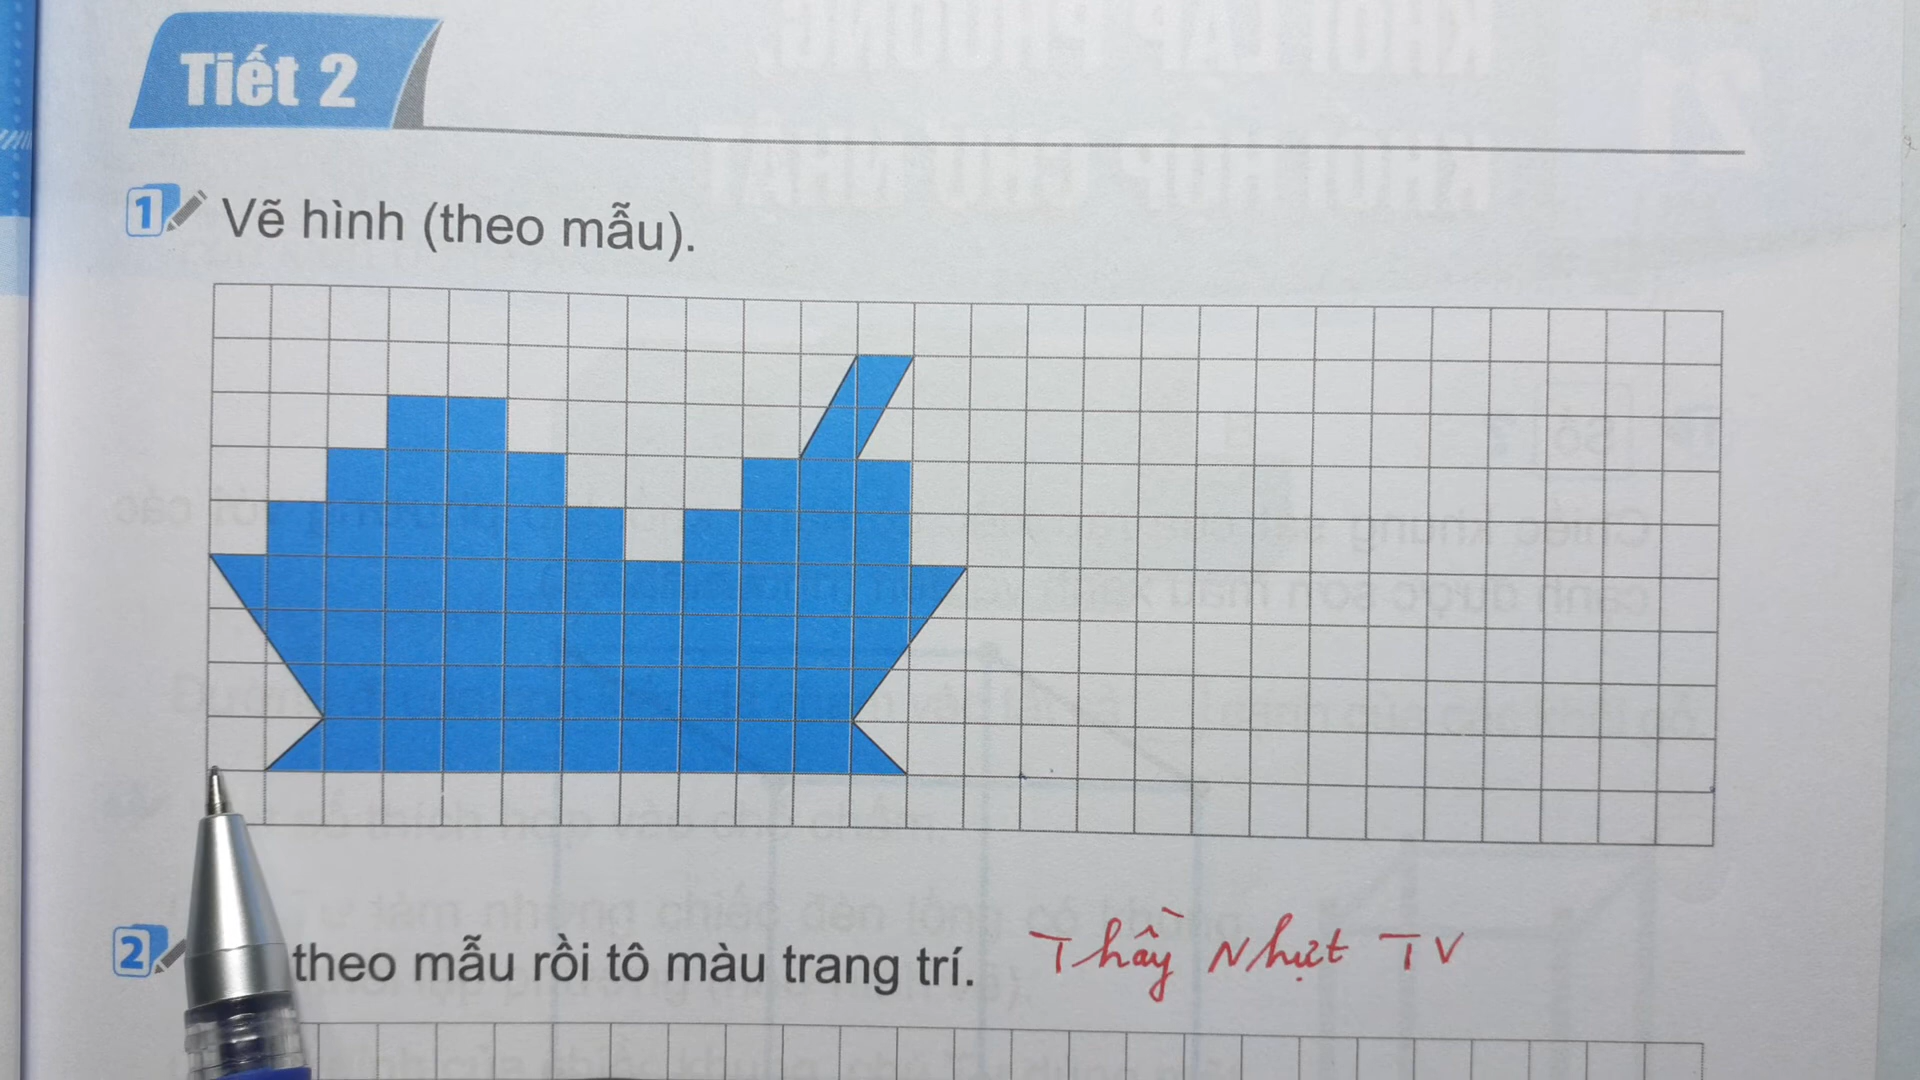 Tiết 2
1 Vẽ hình (theo mẫu).
2 theo mẫu rồi tô màu trang trí. Thầy Nhựt TV